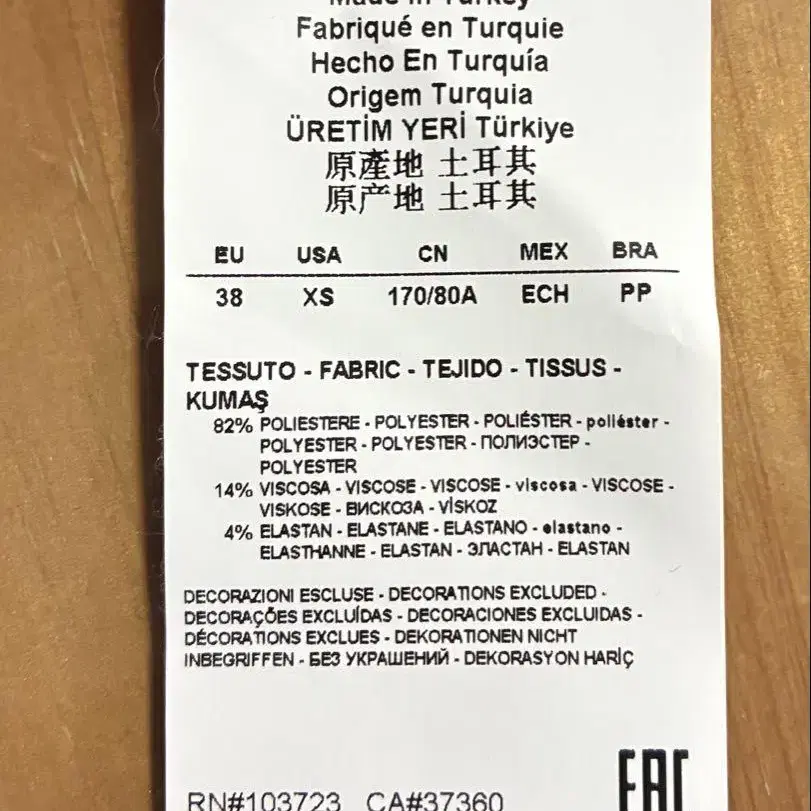 Made in Turkey
Fabriqué en Turquie
Hecho En Turquía
Origem Turquia
ÜRETİM YERİ Türkiye
原產地 土耳其
原产地 土耳其
EU USA CN MEX BRA
38 XS 170/80A ECH PP
TESSUTO - FABRIC - TEJIDO - TISSUS -
KUMAŞ
82% POLIESTERE - POLYESTER - POLIÉSTER - poliéster -
POLYESTER - POLYESTER - ПОЛИЭСТЕР -
POLYESTER
14% VISCOSA - VISCOSE - VISCOSE - viscosa - VISCOSE -
VISKOSE - ВИСКОЗА - VİSKOZ
4% ELASTAN - ELASTANE - ELASTANO - elastano -
ELASTHANNE - ELASTAN - ЭЛАСТАН - ELASTAN
DECORAZIONI ESCLUSE - DECORATIONS EXCLUDED -
DECORAÇÕES EXCLUÍDAS - DECORACIONES EXCLUIDAS -
DÉCORATIONS EXCLUES - DEKORATIONEN NICHT
INBEGRIFFEN - БЕЗ УКРАШЕНИЙ - DEKORASYON HARİÇ
RN#103723 CA#37360
EAC